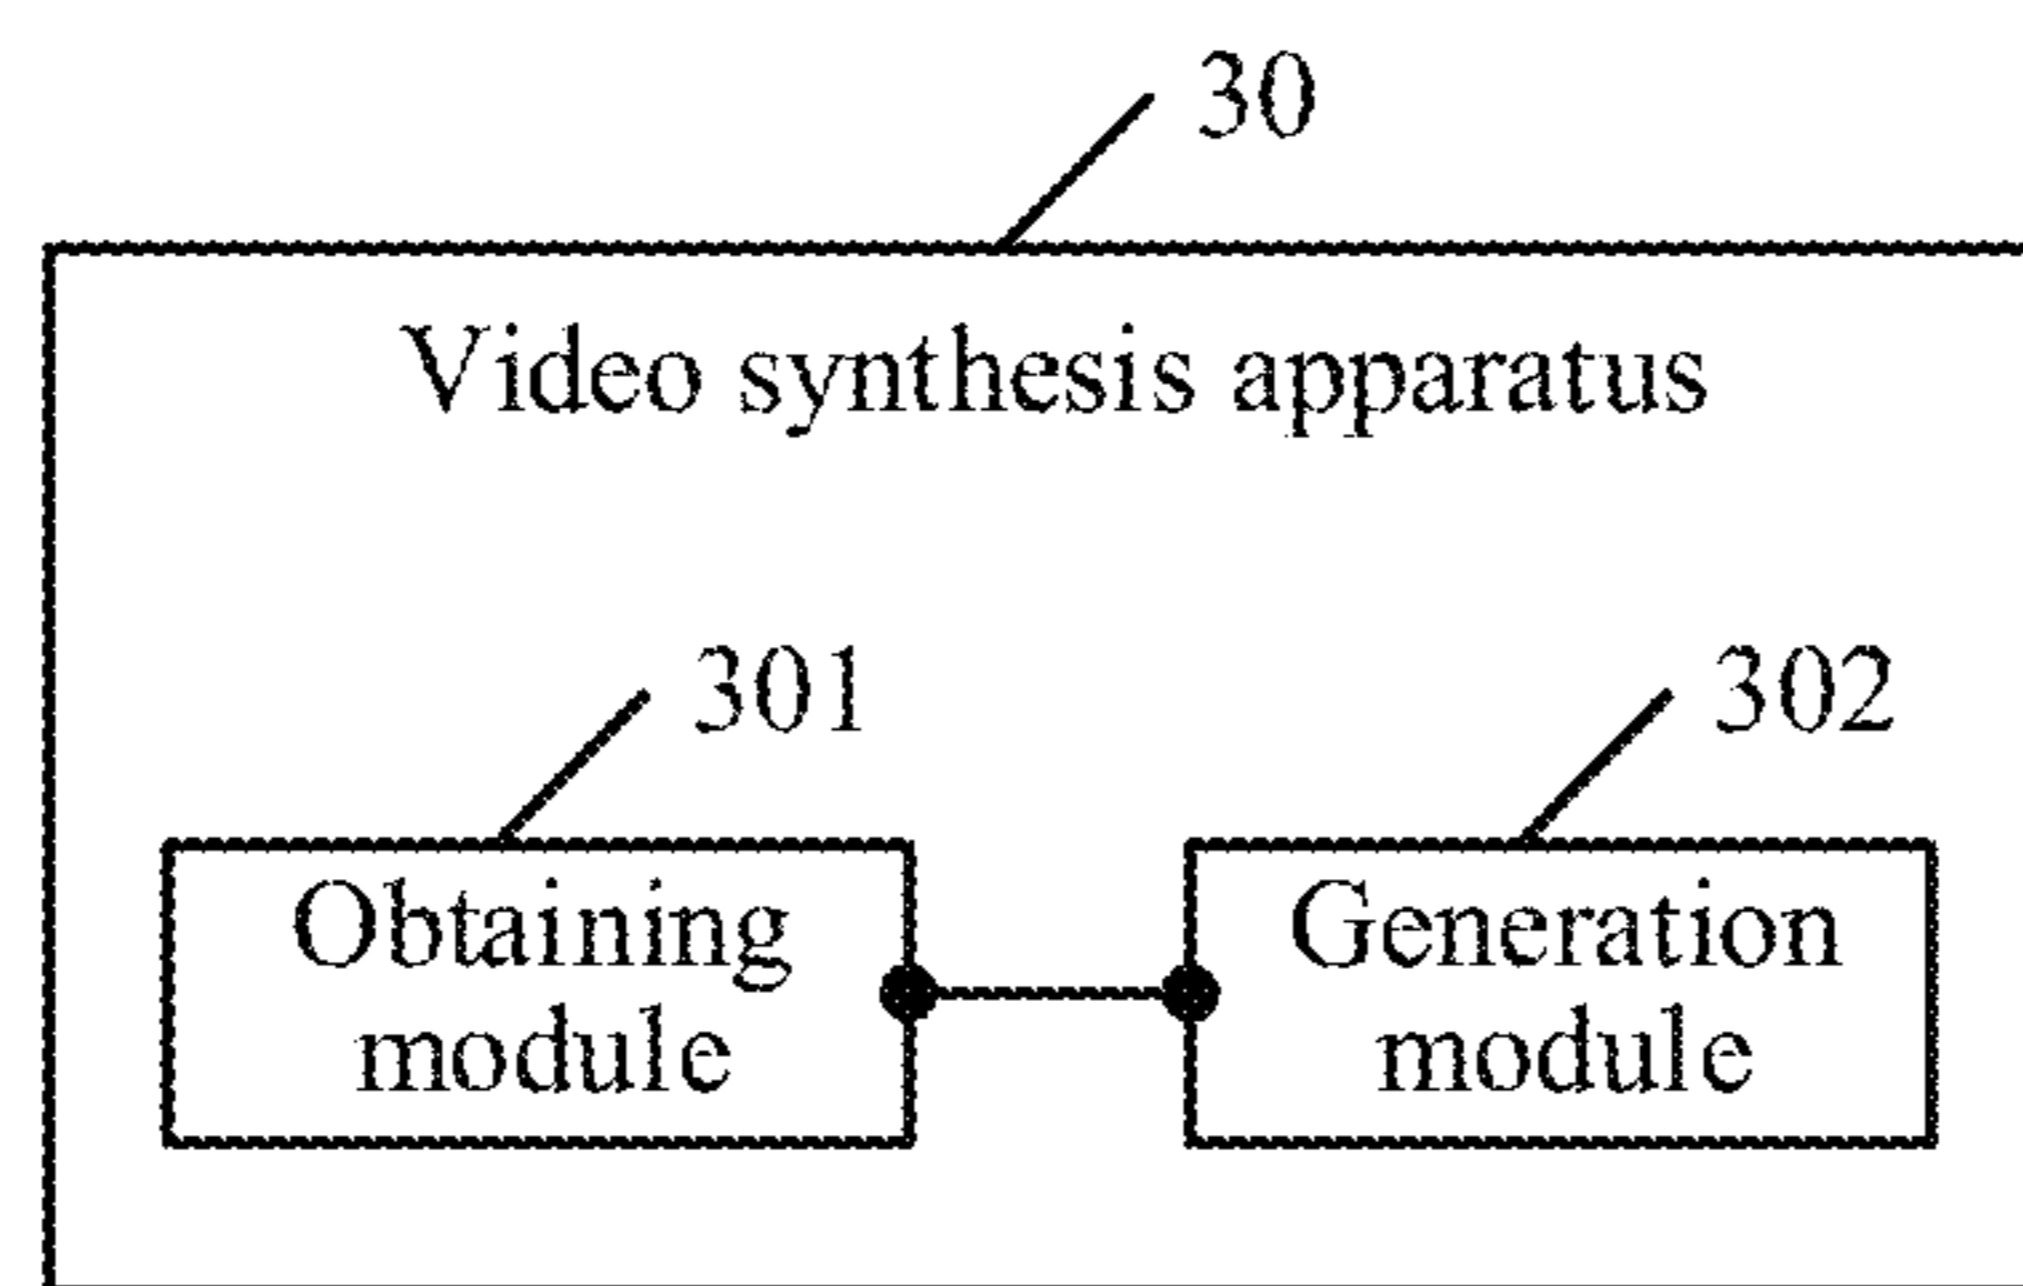 30
Video synthesis apparatus
301
302
Obtaining
module
Generation
module